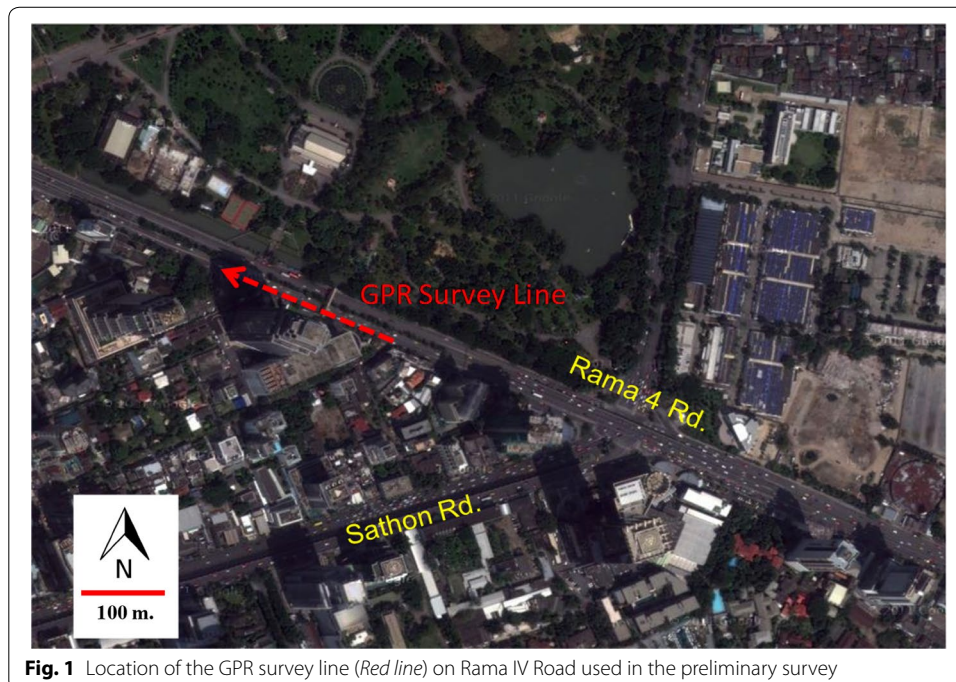 GPR Survey Line
Rama 4 Rd.
Sathon Rd.
N
100 m.
Fig. 1 Location of the GPR survey line (Red line) on Rama IV Road used in the preliminary survey